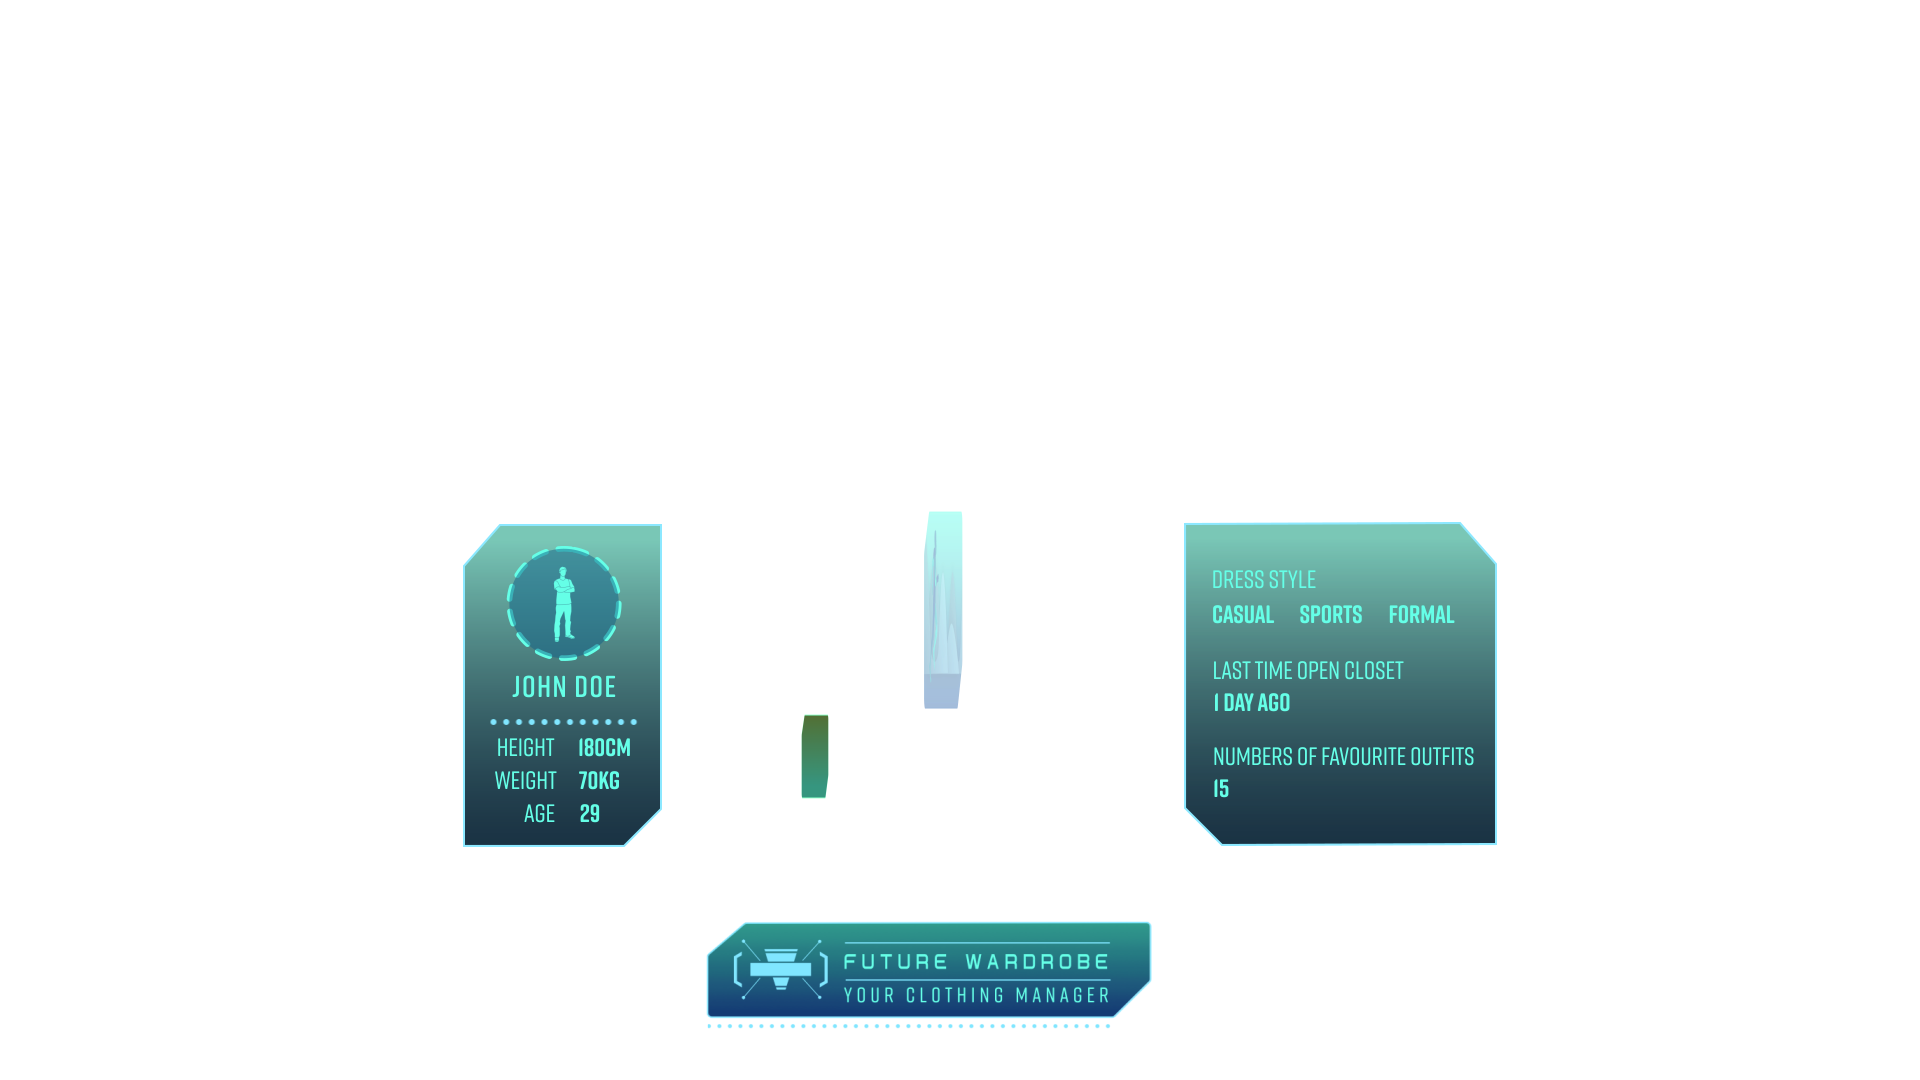 JOHN DOE
HEIGHT 180CM
WEIGHT 70KG
AGE 29
DRESS STYLE
CASUAL SPORTS FORMAL
LAST TIME OPEN CLOSET
1 DAY AGO
NUMBERS OF FAVOURITE OUTFITS
15
FUTURE WARDROBE
YOUR CLOTHING MANAGER